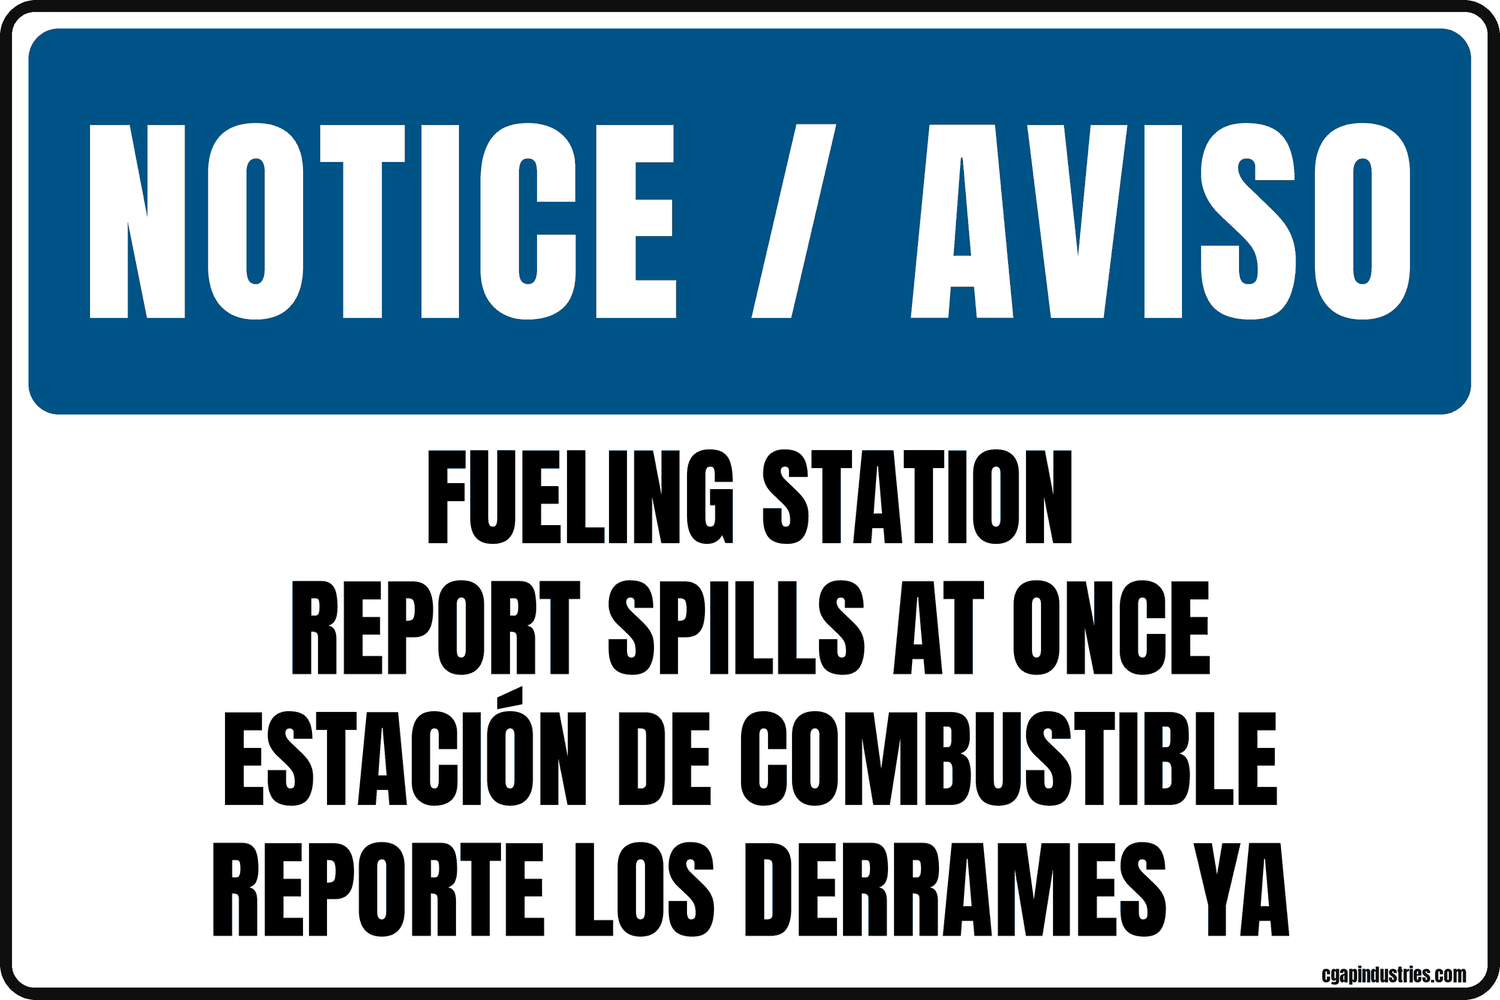 NOTICE / AVISO
FUELING STATION
REPORT SPILLS AT ONCE
ESTACIÓN DE COMBUSTIBLE
REPORTE LOS DERRAMES YA
cgapindustries.com